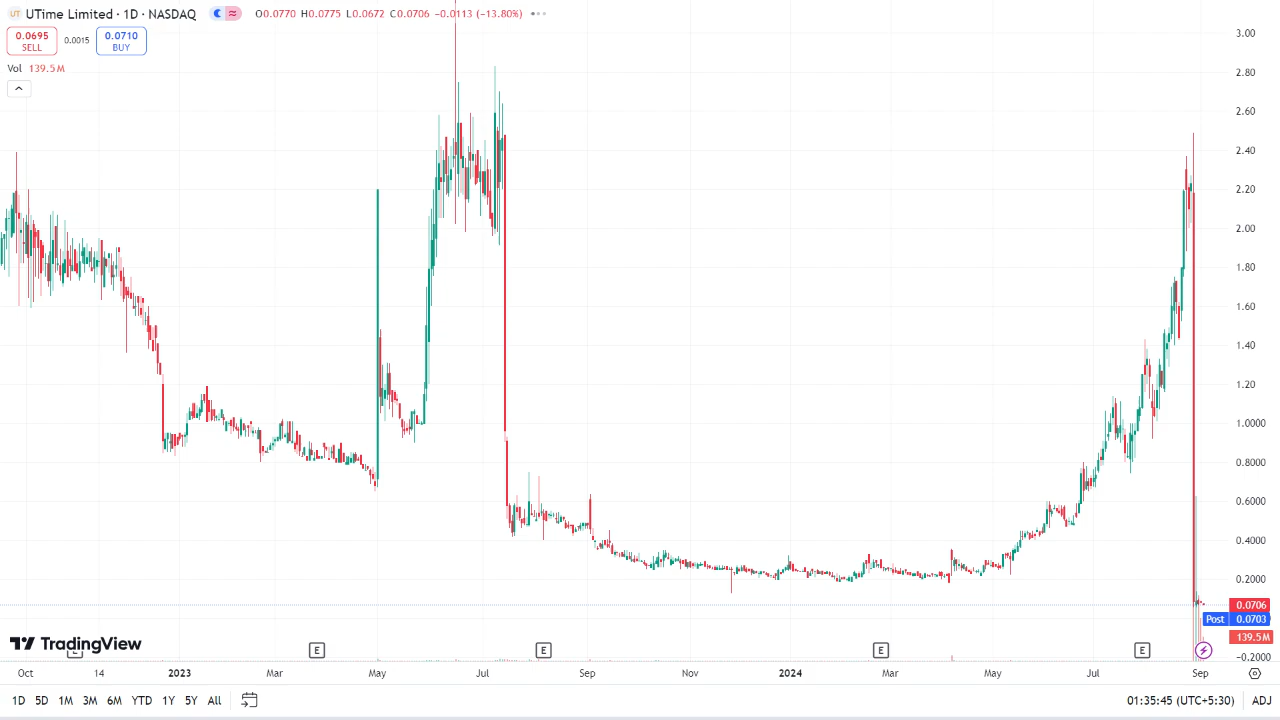 UTime Limited · 1D · NASDAQ O0.0770 H0.0775 L0.0672 C0.0706 −0.0113 (−13.80%)
0.0695 SELL 0.0015 0.0710 BUY
Vol 139.5M
3.00
2.80
2.60
2.40
2.20
2.00
1.80
1.60
1.40
1.20
1.0000
0.8000
0.6000
0.4000
0.2000
0.0706
Post 0.0703
139.5M
−0.2000
TradingView
E E E E E
Oct 14 2023 Mar May Jul Sep Nov 2024 Mar May Jul Sep
1D 5D 1M 3M 6M YTD 1Y 5Y All 01:35:45 (UTC+5:30) ADJ